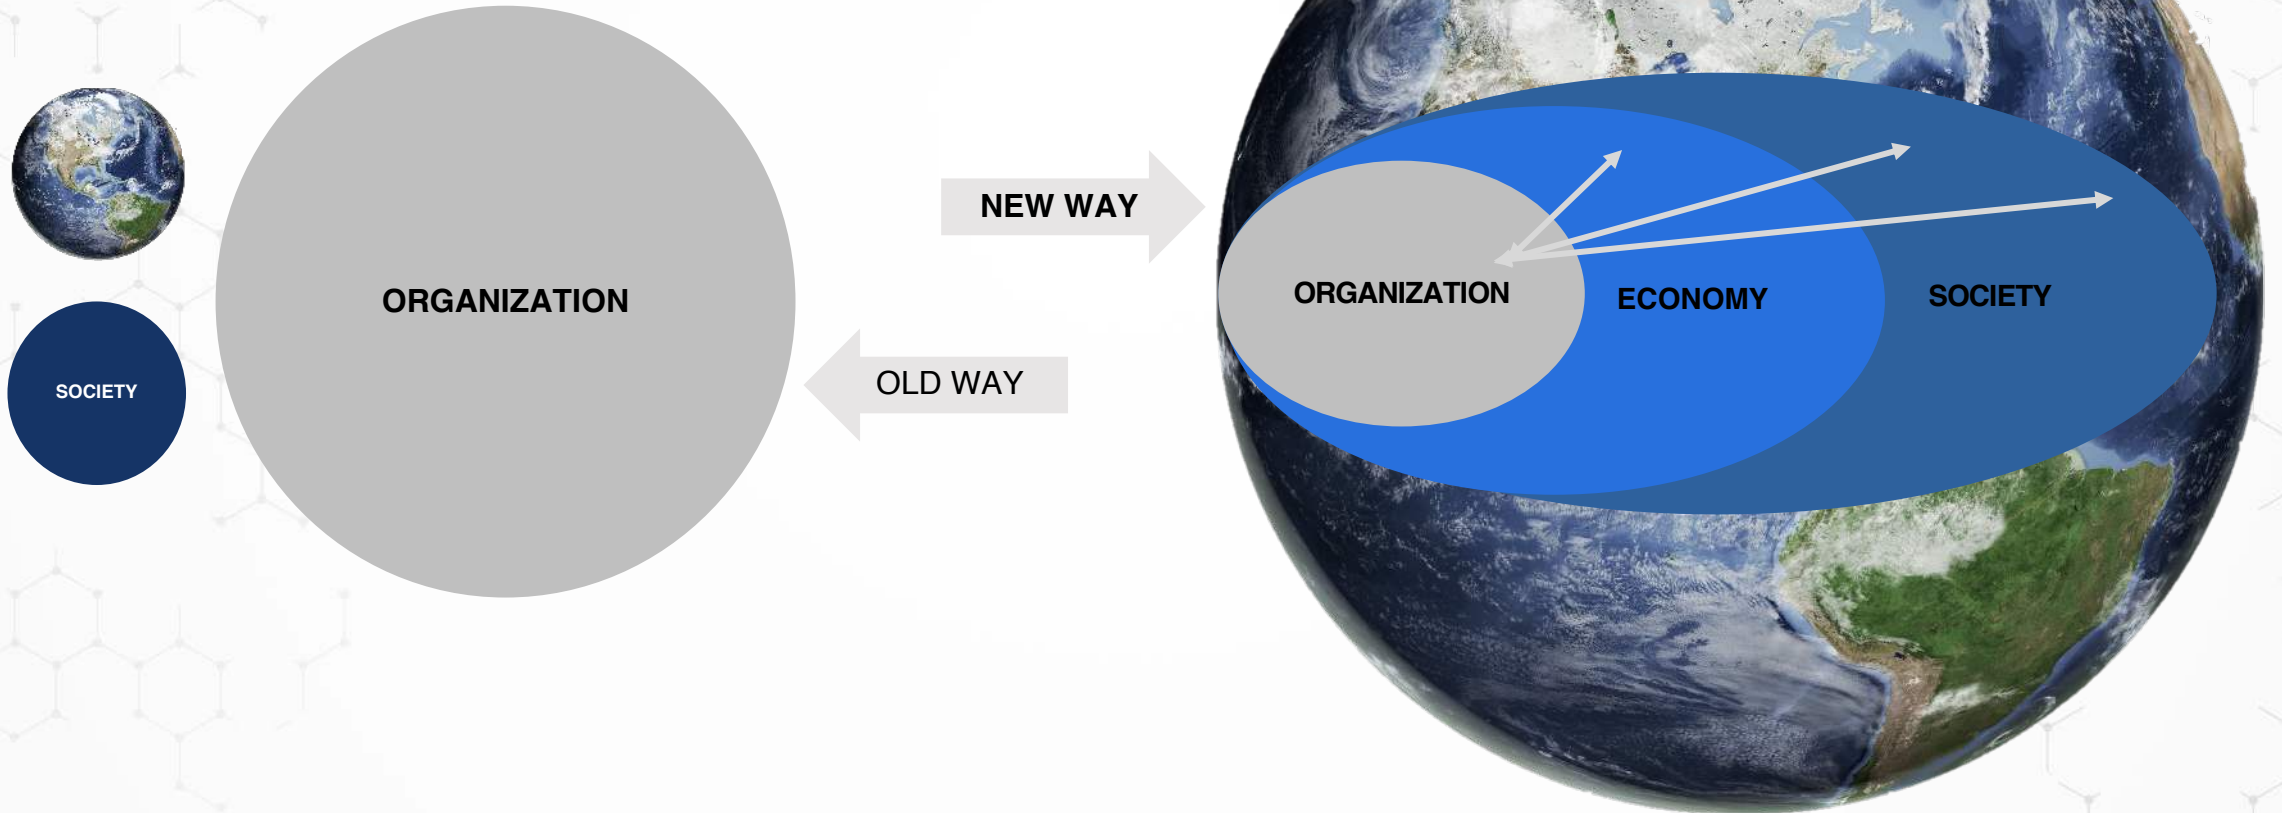 NEW WAY
ORGANIZATION
ECONOMY
SOCIETY
ORGANIZATION
OLD WAY
SOCIETY